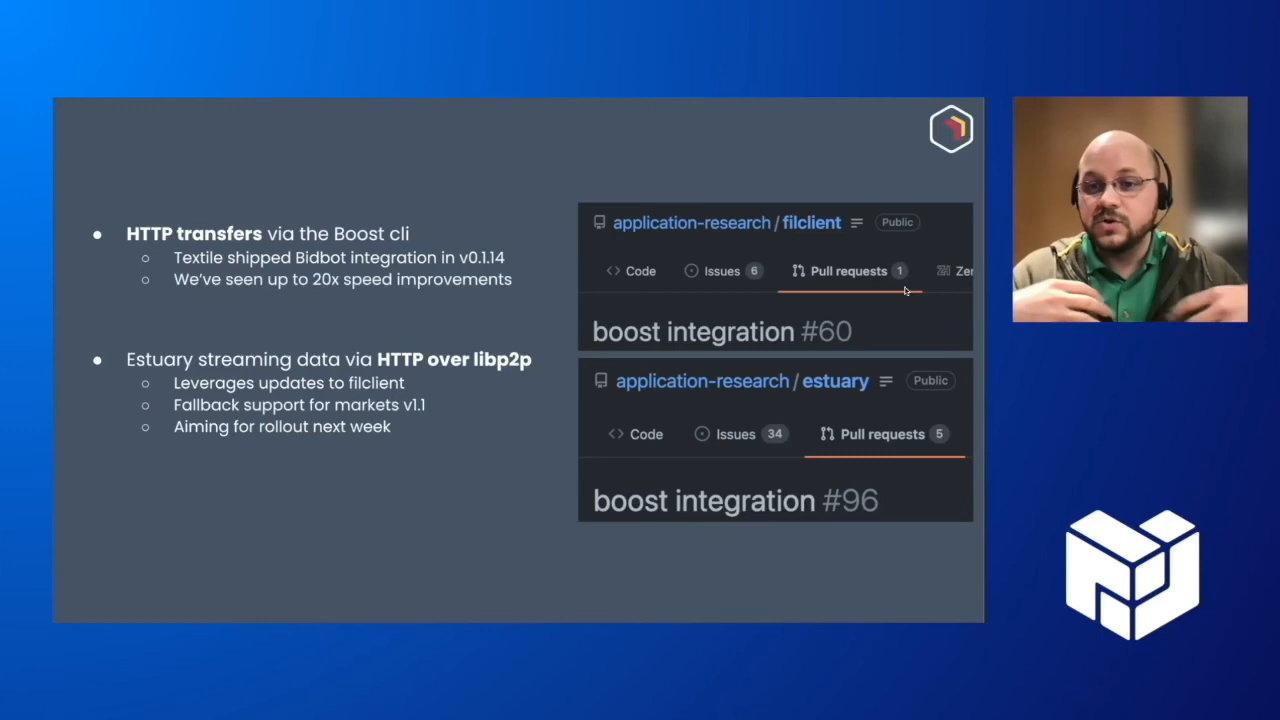 HTTP transfers via the Boost cli
Textile shipped Bidbot integration in v0.1.14
We've seen up to 20x speed improvements
Estuary streaming data via HTTP over libp2p
Leverages updates to filclient
Fallback support for markets v1.1
Aiming for rollout next week
application-research / filclient Public
Code Issues 6 Pull requests 1
boost integration #60
application-research / estuary Public
Code Issues 34 Pull requests 5
boost integration #96